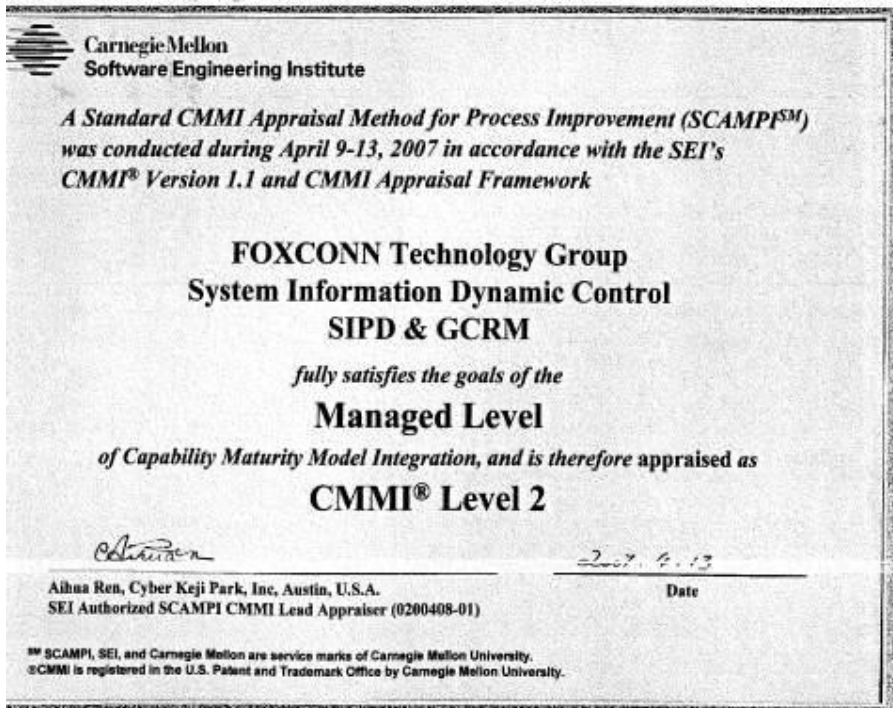 Carnegie Mellon
Software Engineering Institute
A Standard CMMI Appraisal Method for Process Improvement (SCAMPI℠)
was conducted during April 9-13, 2007 in accordance with the SEI's
CMMI® Version 1.1 and CMMI Appraisal Framework
FOXCONN Technology Group
System Information Dynamic Control
SIPD & GCRM
fully satisfies the goals of the
Managed Level
of Capability Maturity Model Integration, and is therefore appraised as
CMMI® Level 2
2007. 4. 13
Aihua Ren, Cyber Keji Park, Inc, Austin, U.S.A.
Date
SEI Authorized SCAMPI CMMI Lead Appraiser (0200408-01)
℠ SCAMPI, SEI, and Carnegie Mellon are service marks of Carnegie Mellon University.
®CMMI is registered in the U.S. Patent and Trademark Office by Carnegie Mellon University.